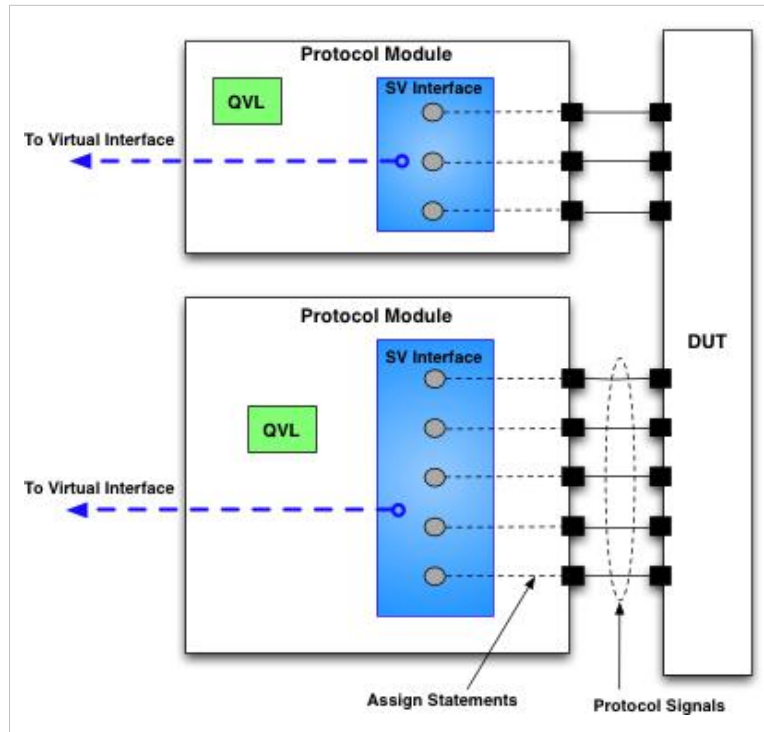 Protocol Module
SV Interface
QVL
To Virtual Interface
Protocol Module
SV Interface
DUT
QVL
To Virtual Interface
Assign Statements
Protocol Signals